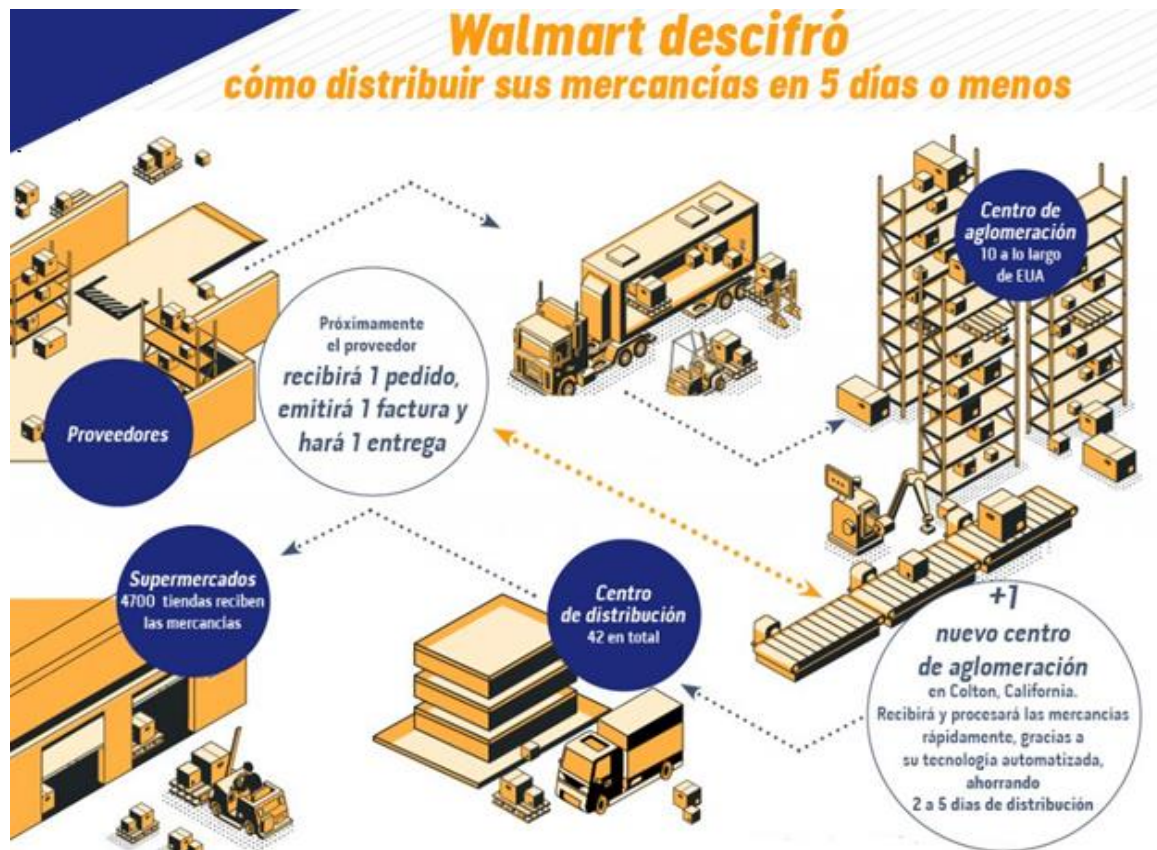 Walmart descifró
cómo distribuir sus mercancías en 5 días o menos
Centro de
aglomeración
10 a lo largo
de EUA
Próximamente
el proveedor
recibirá 1 pedido,
emitirá 1 factura y
hará 1 entrega
Proveedores
Supermercados
4700 tiendas reciben
las mercancías
Centro
de distribución
42 en total
+1
nuevo centro
de aglomeración
en Colton, California.
Recibirá y procesará las mercancías
rápidamente, gracias a
su tecnología automatizada,
ahorrando
2 a 5 días de distribución